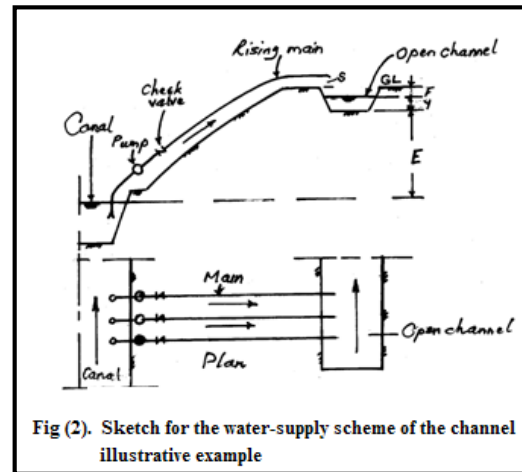 Rising main
Open channel
S
GL
F
y
Check
valve
Canal
Pump
E
Main
Open channel
Plan
Canal
Fig (2). Sketch for the water-supply scheme of the channel
illustrative example